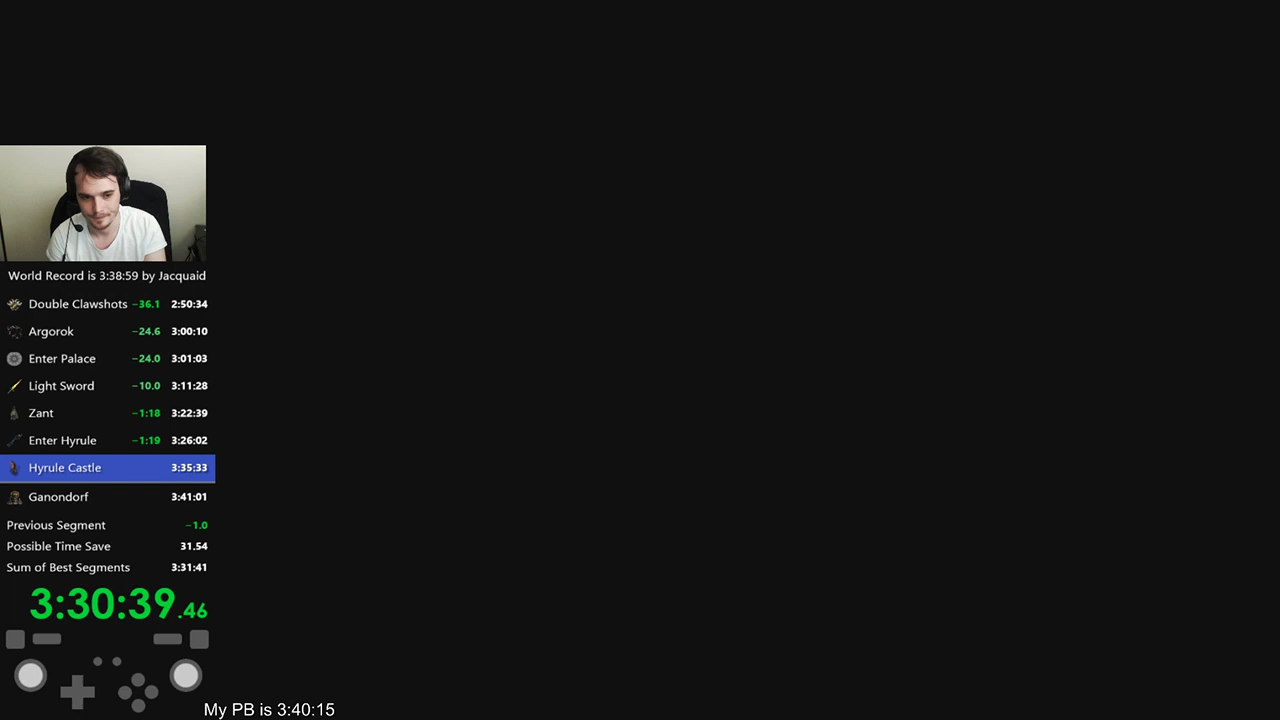 World Record is 3:38:59 by Jacquaid
Double Clawshots -36.1 2:50:34
Argorok -24.6 3:00:10
Enter Palace -24.0 3:01:03
Light Sword -10.0 3:11:28
Zant -1:18 3:22:39
Enter Hyrule -1:19 3:26:02
Hyrule Castle 3:35:33
Ganondorf 3:41:01
Previous Segment -1.0
Possible Time Save 31.54
Sum of Best Segments 3:31:41
3:30:39.46
My PB is 3:40:15